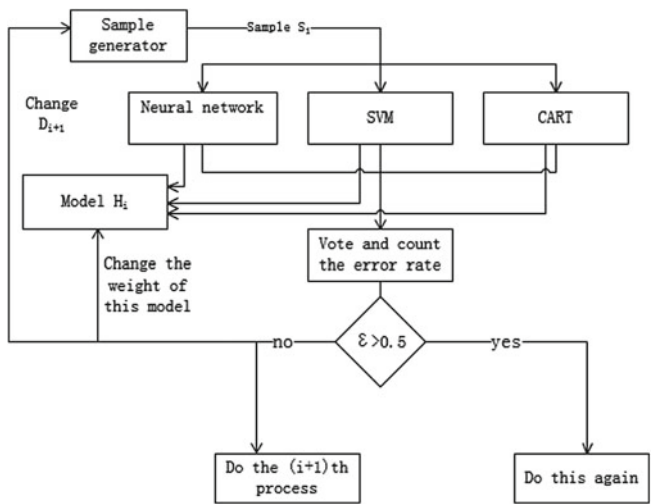 Sample
generator
Sample Sᵢ
Change
Dᵢ₊₁
Neural network
SVM
CART
Model Hᵢ
Vote and count
the error rate
Change the
weight of
this model
no
ε>0.5
yes
Do the (i+1)th
process
Do this again